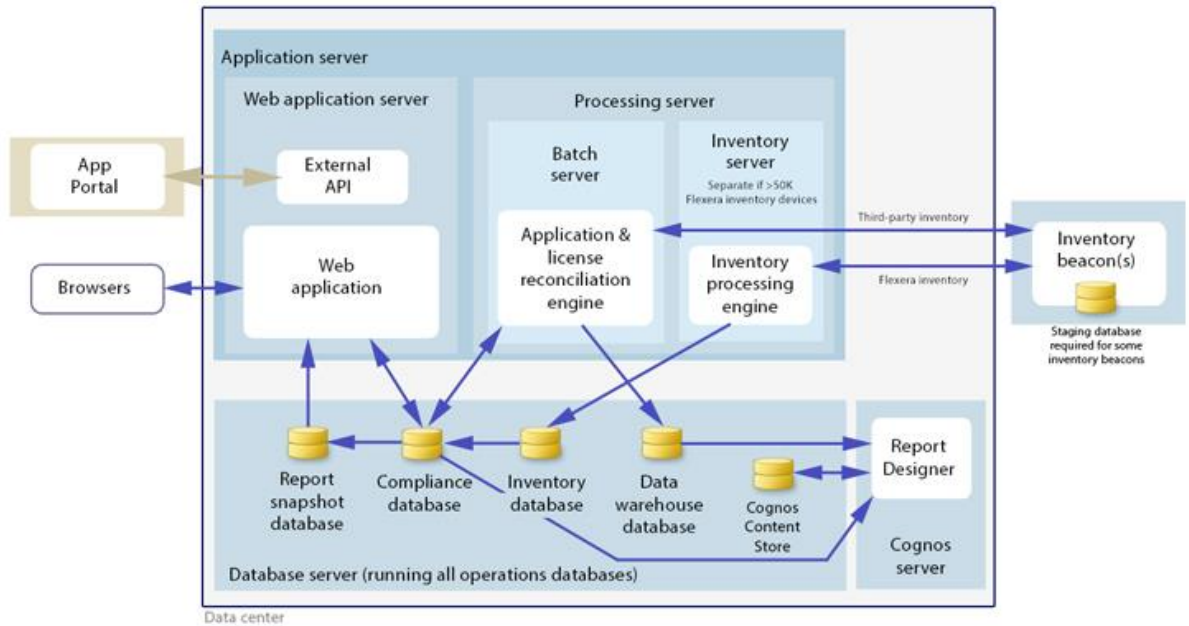 Application server
Web application server
Processing server
App
Portal
External
API
Batch
server
Inventory
server
Separate if >50K
Flexera inventory devices
Third-party inventory
Browsers
Web
application
Application &
license
reconciliation
engine
Inventory
processing
engine
Flexera inventory
Inventory
beacon(s)
Staging database
required for some
inventory beacons
Report
snapshot
database
Compliance
database
Inventory
database
Data
warehouse
database
Cognos
Content
Store
Report
Designer
Cognos
server
Database server (running all operations databases)
Data center